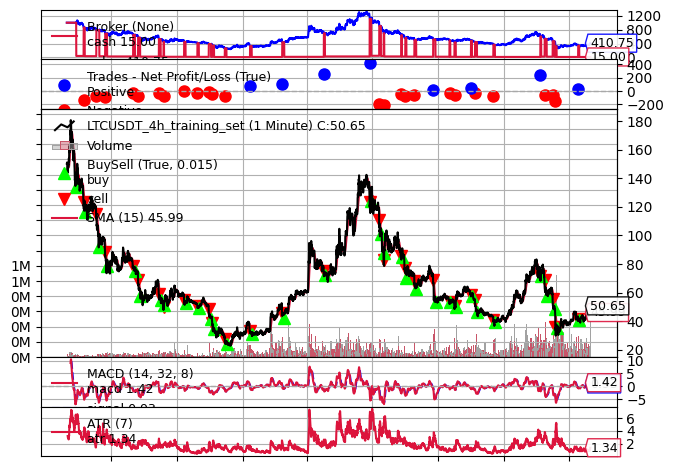 Broker (None)
cash 15.00
1200
800
410.75
15.00
Trades - Net Profit/Loss (True)
Positive
400
200
0
−200
LTCUSDT_4h_training_set (1 Minute) C:50.65
Volume
BuySell (True, 0.015)
buy
sell
SMA (15) 45.99
180
160
140
120
100
80
60
50.65
40
20
1M
1M
0M
0M
0M
0M
0M
MACD (14, 32, 8)
macd 1.42
10
5
1.42
0
−5
ATR (7)
atr 1.34
6
4
2
1.34